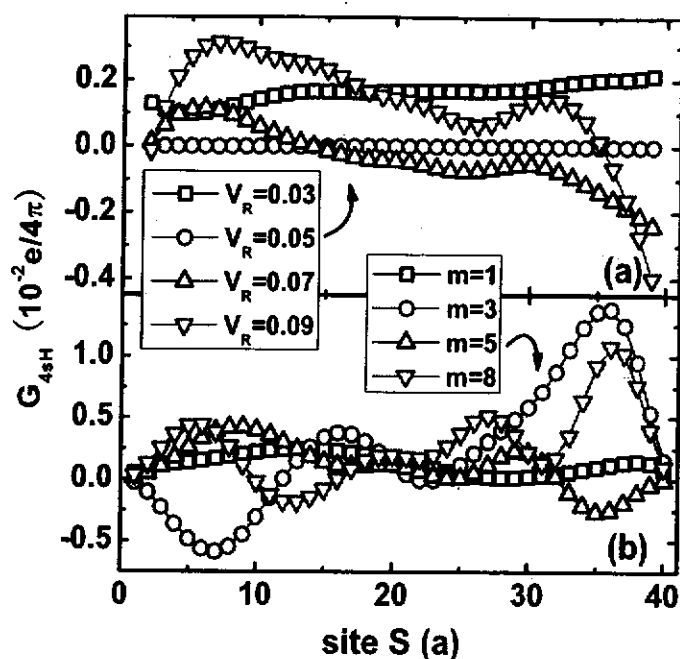 0.2
0.0
-0.2
-0.4
V_R=0.03
V_R=0.05
V_R=0.07
V_R=0.09
(a)
m=1
m=3
m=5
m=8
G_4sH (10^-2 e/4π)
1.0
0.5
0.0
-0.5
(b)
0 10 20 30 40
site S (a)